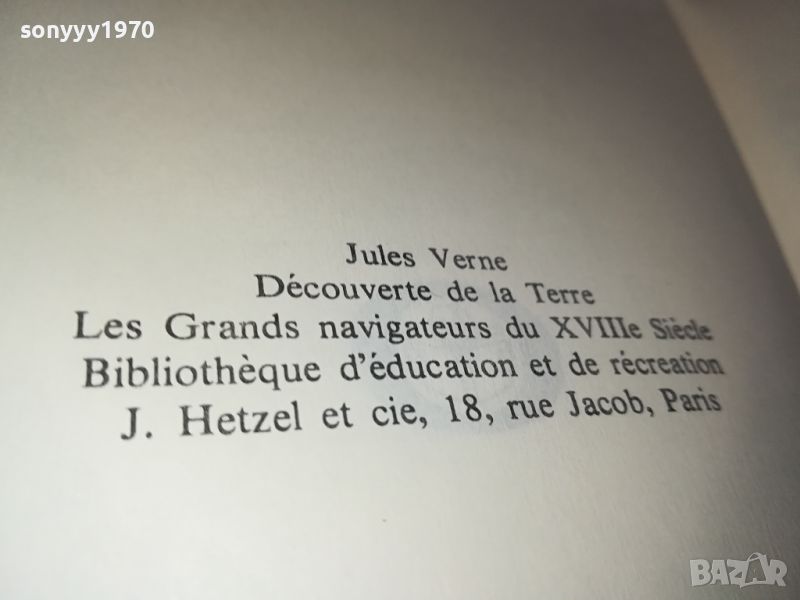 sonyyy1970
Jules Verne
Découverte de la Terre
Les Grands navigateurs du XVIIIe Siècle
Bibliothèque d'éducation et de récreation
J. Hetzel et cie, 18, rue Jacob, Paris
BAZAR